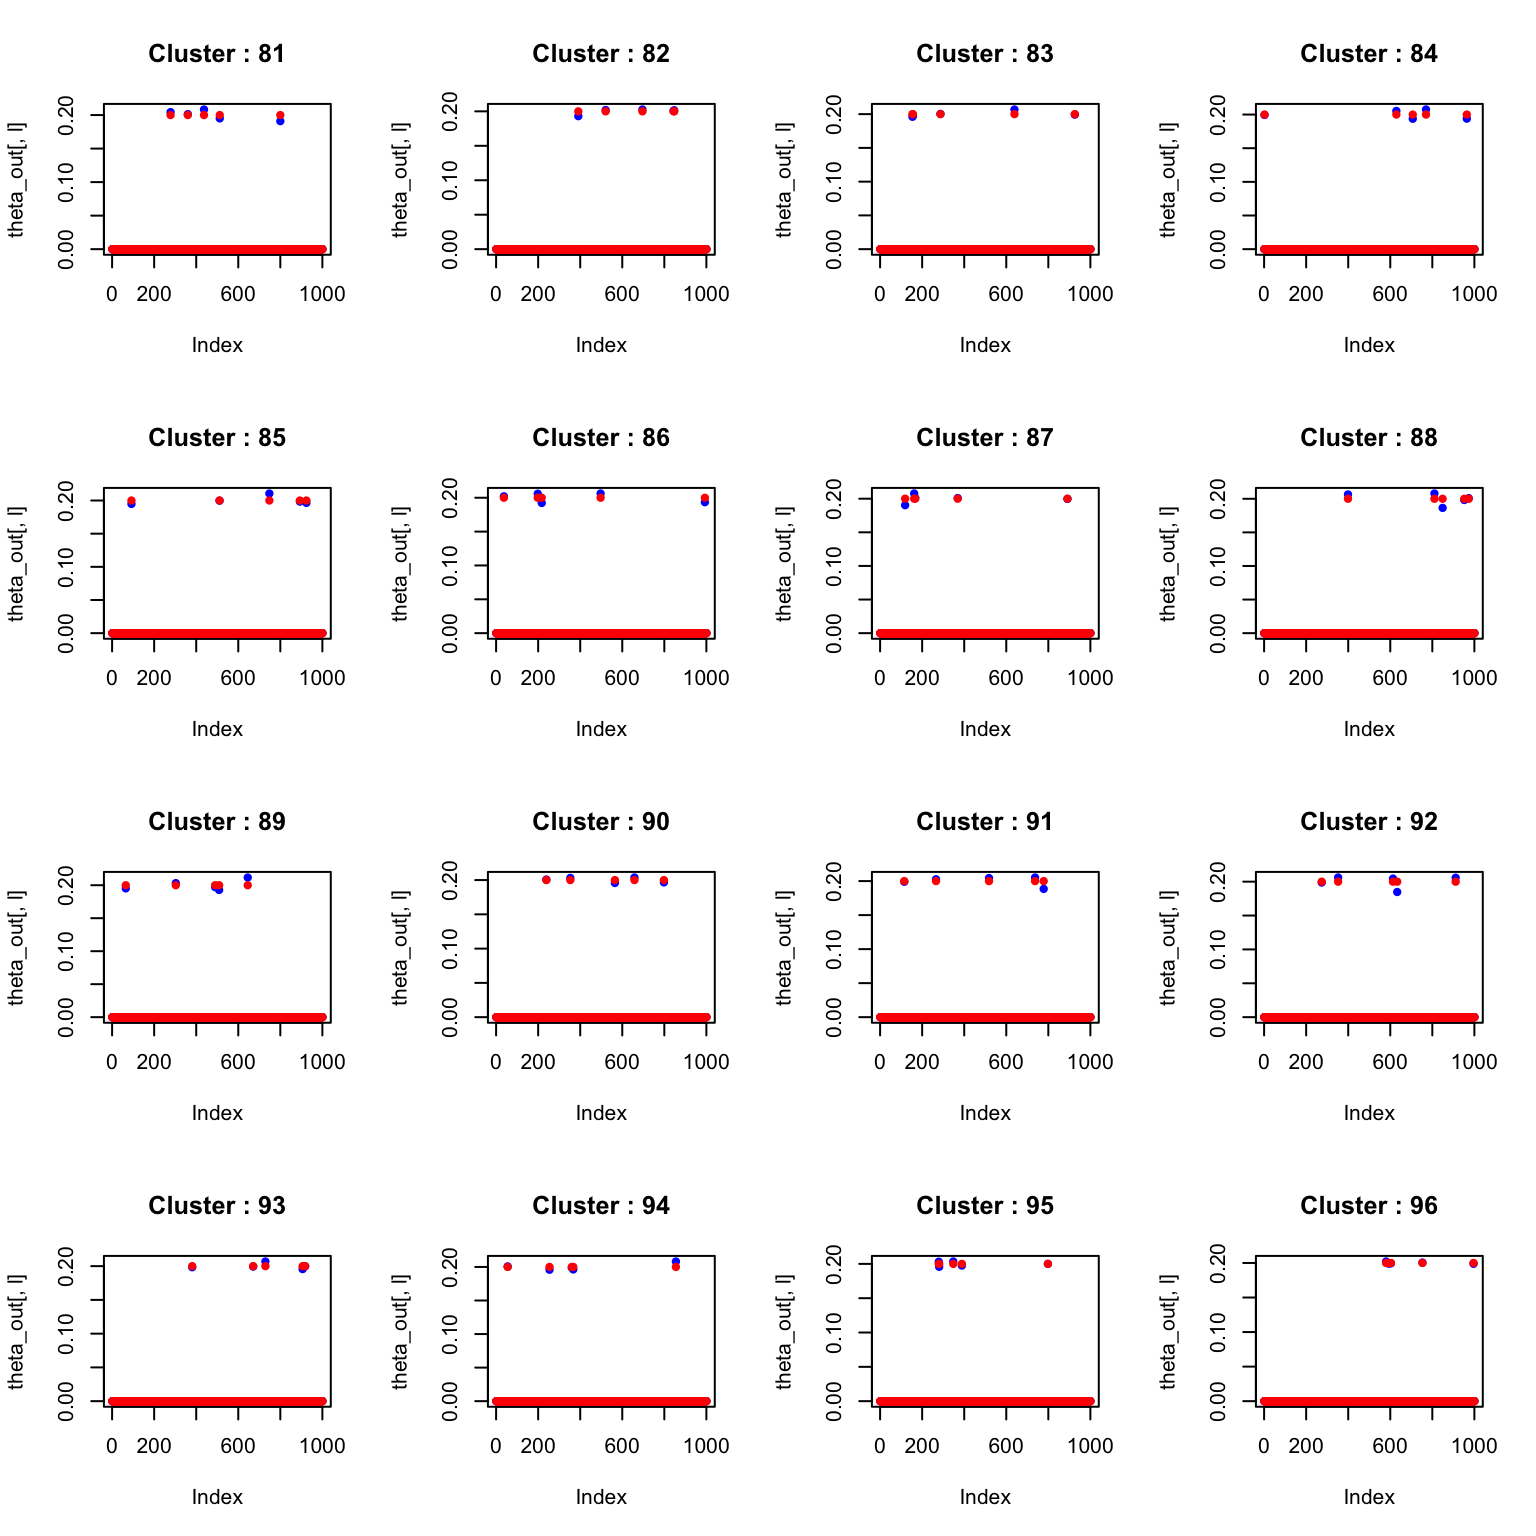 Cluster : 81 Cluster : 82 Cluster : 83 Cluster : 84
theta_out[, l] 0.00 0.10 0.20 theta_out[, l] 0.00 0.10 0.20 theta_out[, l] 0.00 0.10 0.20 theta_out[, l] 0.00 0.10 0.20
0 200 600 1000 0 200 600 1000 0 200 600 1000 0 200 600 1000
Index Index Index Index
Cluster : 85 Cluster : 86 Cluster : 87 Cluster : 88
theta_out[, l] 0.00 0.10 0.20 theta_out[, l] 0.00 0.10 0.20 theta_out[, l] 0.00 0.10 0.20 theta_out[, l] 0.00 0.10 0.20
0 200 600 1000 0 200 600 1000 0 200 600 1000 0 200 600 1000
Index Index Index Index
Cluster : 89 Cluster : 90 Cluster : 91 Cluster : 92
theta_out[, l] 0.00 0.10 0.20 theta_out[, l] 0.00 0.10 0.20 theta_out[, l] 0.00 0.10 0.20 theta_out[, l] 0.00 0.10 0.20
0 200 600 1000 0 200 600 1000 0 200 600 1000 0 200 600 1000
Index Index Index Index
Cluster : 93 Cluster : 94 Cluster : 95 Cluster : 96
theta_out[, l] 0.00 0.10 0.20 theta_out[, l] 0.00 0.10 0.20 theta_out[, l] 0.00 0.10 0.20 theta_out[, l] 0.00 0.10 0.20
0 200 600 1000 0 200 600 1000 0 200 600 1000 0 200 600 1000
Index Index Index Index